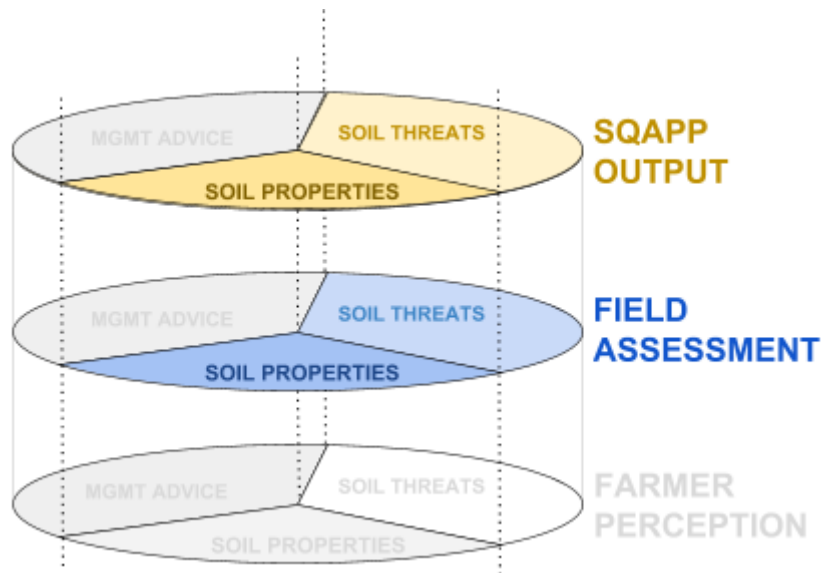 MGMT ADVICE
SOIL THREATS
SOIL PROPERTIES
SQAPP
OUTPUT
MGMT ADVICE
SOIL THREATS
SOIL PROPERTIES
FIELD
ASSESSMENT
MGMT ADVICE
SOIL THREATS
SOIL PROPERTIES
FARMER
PERCEPTION